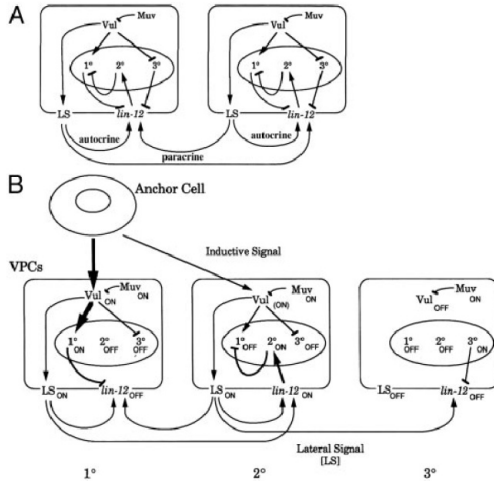 A
Muv Muv
Vul Vul
1° 2° 3° 1° 2° 3°
LS lin-12 LS lin-12
autocrine autocrine
paracrine
B
Anchor Cell
Inductive Signal
VPCs
Muv ON Muv ON Muv ON
Vul ON Vul (ON) Vul OFF
1° ON 2° OFF 3° OFF 1° OFF 2° ON 3° OFF 1° OFF 2° OFF 3° ON
LS ON lin-12 OFF LS ON lin-12 ON LS OFF lin-12 OFF
Lateral Signal
[LS]
1° 2° 3°